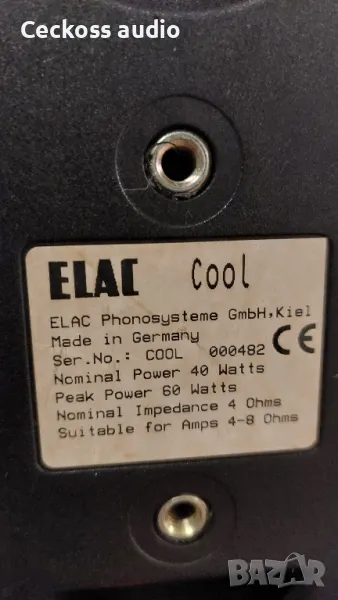 Ceckoss audio
ELAC Cool
ELAC Phonosysteme GmbH,Kiel
Made in Germany
Ser.No.: COOL 000482 CE
Nominal Power 40 Watts
Peak Power 60 Watts
Nominal Impedance 4 Ohms
Suitable for Amps 4-8 Ohms
BAZAR.bg